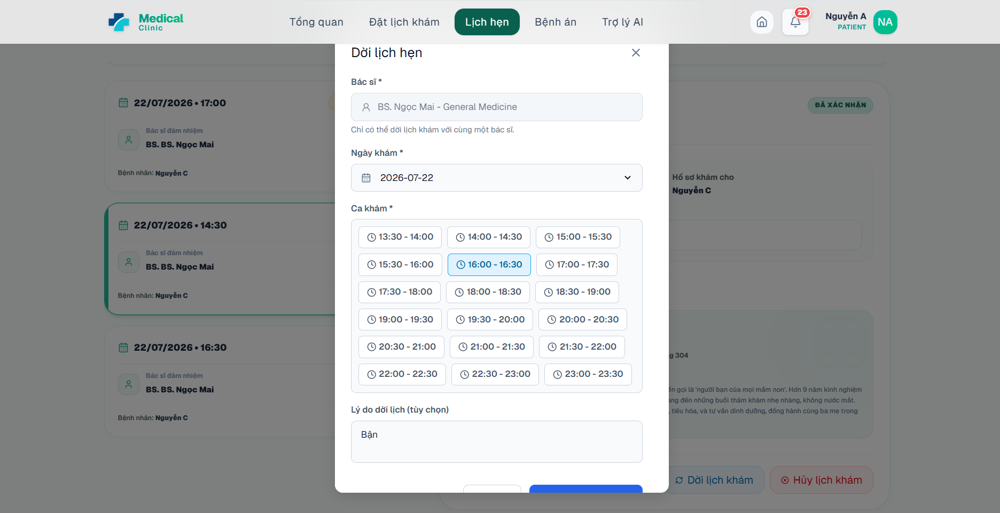 Medical
Clinic
Tổng quan
Đặt lịch khám
Lịch hẹn
Bệnh án
Trợ lý AI
23
Nguyễn A
PATIENT
NA
Dời lịch hẹn
Bác sĩ *
BS. Ngọc Mai - General Medicine
Chỉ có thể dời lịch khám với cùng một bác sĩ.
Ngày khám *
2026-07-22
Ca khám *
13:30 - 14:00
14:00 - 14:30
15:00 - 15:30
15:30 - 16:00
16:00 - 16:30
17:00 - 17:30
17:30 - 18:00
18:00 - 18:30
18:30 - 19:00
19:00 - 19:30
19:30 - 20:00
20:00 - 20:30
20:30 - 21:00
21:00 - 21:30
21:30 - 22:00
22:00 - 22:30
22:30 - 23:00
23:00 - 23:30
Lý do dời lịch (tùy chọn)
Bận
22/07/2026 • 17:00
Bác sĩ đảm nhiệm
BS. BS. Ngọc Mai
Bệnh nhân: Nguyễn C
22/07/2026 • 14:30
Bác sĩ đảm nhiệm
BS. BS. Ngọc Mai
Bệnh nhân: Nguyễn C
22/07/2026 • 16:30
Bác sĩ đảm nhiệm
BS. BS. Ngọc Mai
Bệnh nhân: Nguyễn C
ĐÃ XÁC NHẬN
Hồ sơ khám cho
Nguyễn C
304
gọi là 'người bạn của mọi mầm non'. Hơn 9 năm kinh nghiệm
đến những buổi thăm khám nhẹ nhàng, không nước mắt.
, tiêu hóa, và tư vấn dinh dưỡng, đồng hành cùng ba mẹ trong
Dời lịch khám
Hủy lịch khám